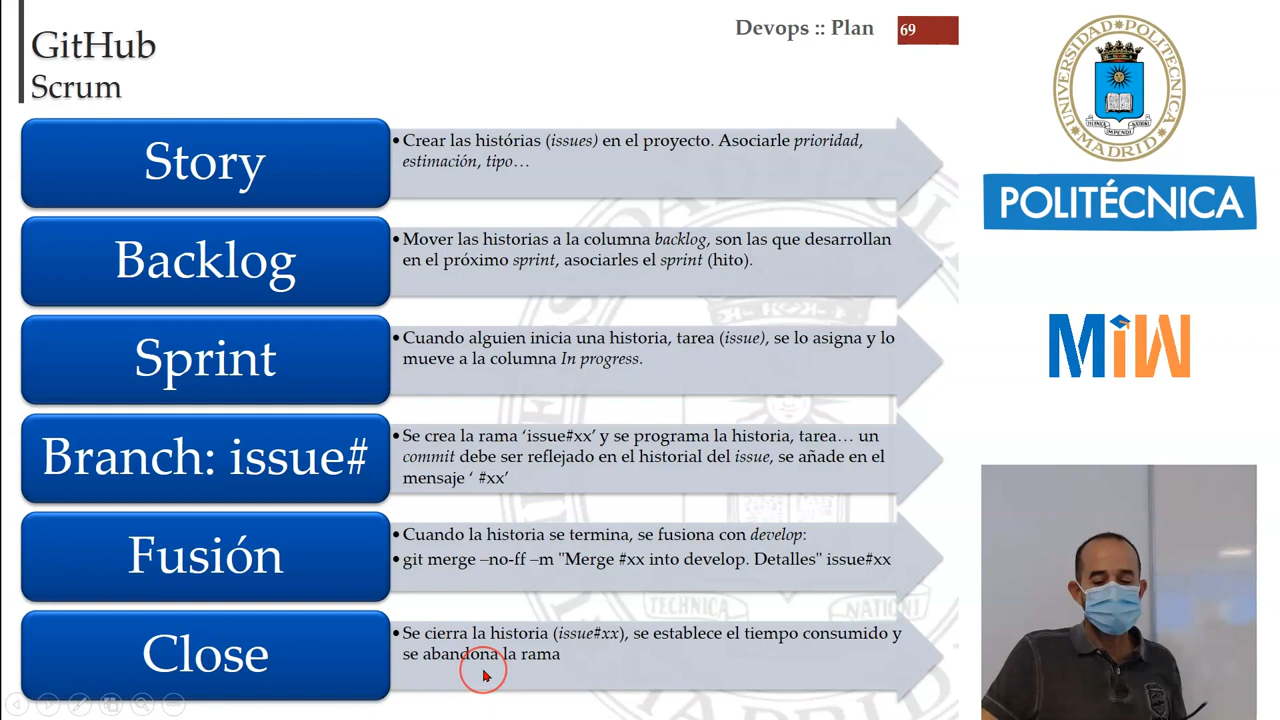 GitHub
Scrum
Devops :: Plan
69
Story
• Crear las histórias (issues) en el proyecto. Asociarle prioridad,
estimación, tipo…
Backlog
• Mover las historias a la columna backlog, son las que desarrollan
en el próximo sprint, asociarles el sprint (hito).
Sprint
• Cuando alguien inicia una historia, tarea (issue), se lo asigna y lo
mueve a la columna In progress.
Branch: issue#
• Se crea la rama ‘issue#xx’ y se programa la historia, tarea… un
commit debe ser reflejado en el historial del issue, se añade en el
mensaje ‘ #xx’
Fusión
• Cuando la historia se termina, se fusiona con develop:
• git merge –no-ff –m "Merge #xx into develop. Detalles" issue#xx
Close
• Se cierra la historia (issue#xx), se establece el tiempo consumido y
se abandona la rama
UNIVERSIDAD POLITECNICA
MADRID
TECHNICA IMPENDI
POLITÉCNICA
MiW
TECHNICA